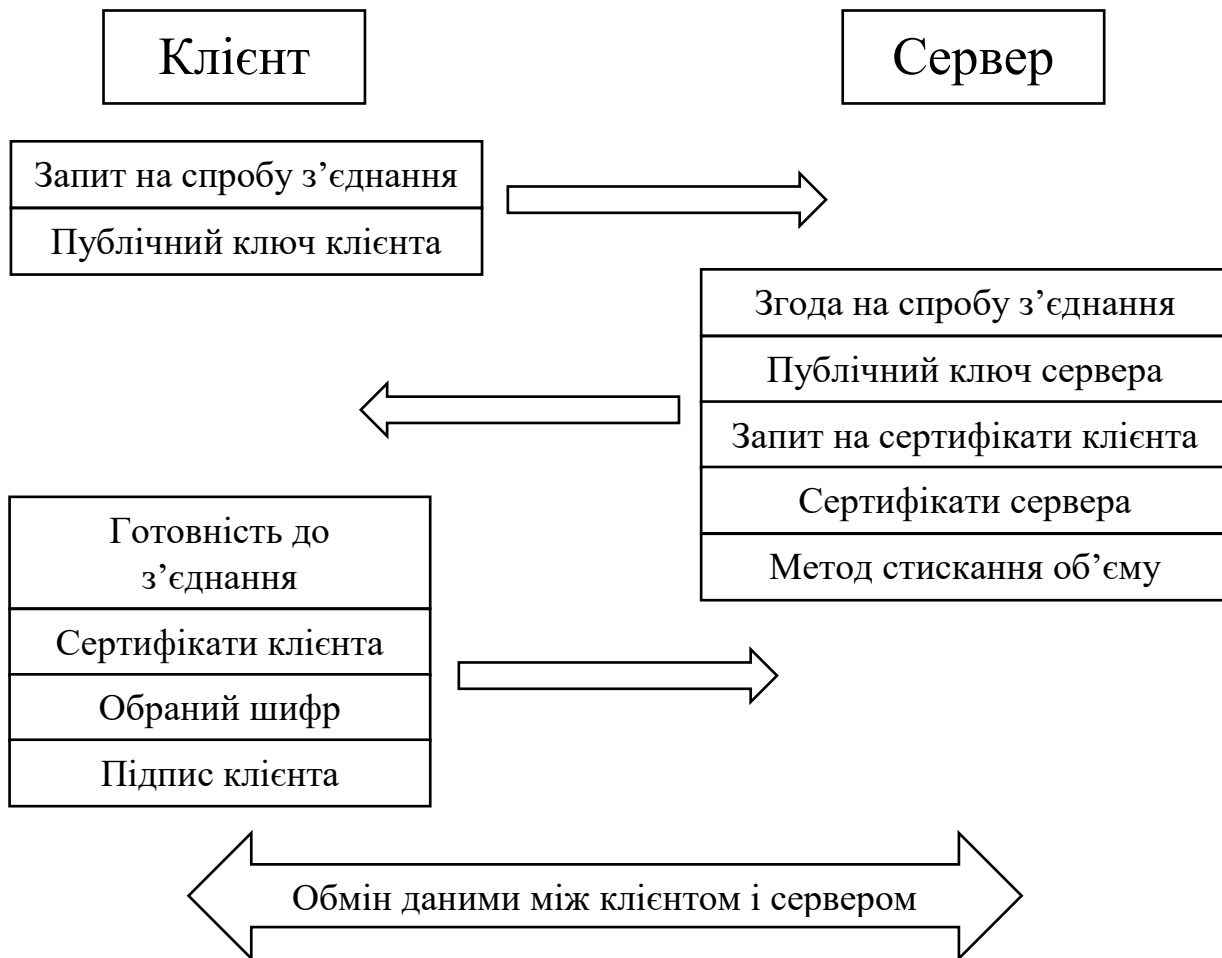 Клієнт
Сервер
Запит на спробу з’єднання
Публічний ключ клієнта
Згода на спробу з’єднання
Публічний ключ сервера
Запит на сертифікати клієнта
Сертифікати сервера
Метод стискання об’єму
Готовність до
з’єднання
Сертифікати клієнта
Обраний шифр
Підпис клієнта
Обмін даними між клієнтом і сервером